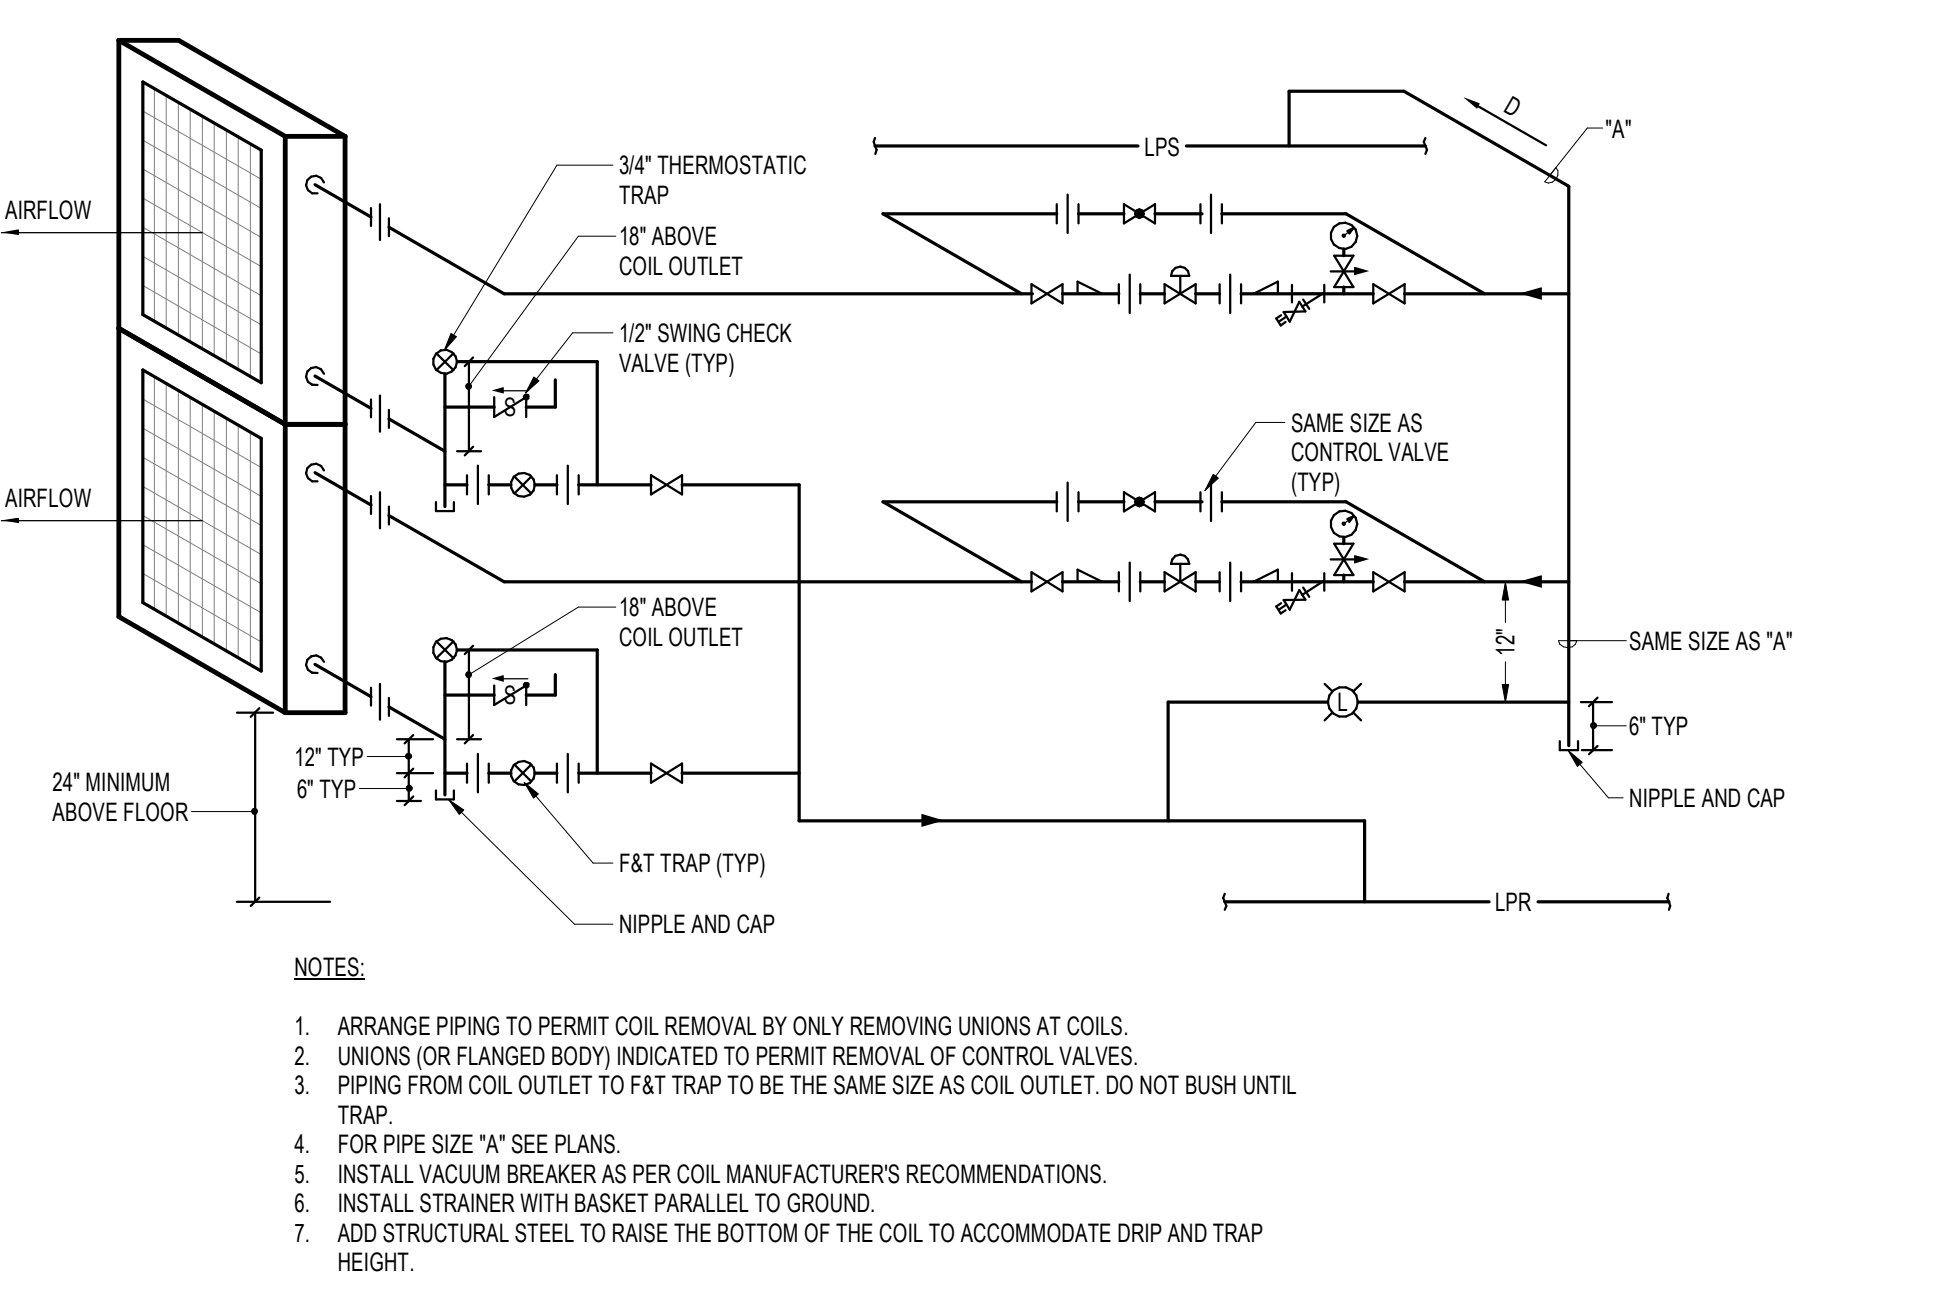 D
"A"
LPS
3/4" THERMOSTATIC
TRAP
AIRFLOW
18" ABOVE
COIL OUTLET
1/2" SWING CHECK
VALVE (TYP)
S
SAME SIZE AS
CONTROL VALVE
(TYP)
AIRFLOW
18" ABOVE
COIL OUTLET
S
12"
SAME SIZE AS "A"
L
6" TYP
12" TYP
6" TYP
24" MINIMUM
ABOVE FLOOR
NIPPLE AND CAP
F&T TRAP (TYP)
LPR
NIPPLE AND CAP
NOTES:
1. ARRANGE PIPING TO PERMIT COIL REMOVAL BY ONLY REMOVING UNIONS AT COILS.
2. UNIONS (OR FLANGED BODY) INDICATED TO PERMIT REMOVAL OF CONTROL VALVES.
3. PIPING FROM COIL OUTLET TO F&T TRAP TO BE THE SAME SIZE AS COIL OUTLET. DO NOT BUSH UNTIL
TRAP.
4. FOR PIPE SIZE "A" SEE PLANS.
5. INSTALL VACUUM BREAKER AS PER COIL MANUFACTURER'S RECOMMENDATIONS.
6. INSTALL STRAINER WITH BASKET PARALLEL TO GROUND.
7. ADD STRUCTURAL STEEL TO RAISE THE BOTTOM OF THE COIL TO ACCOMMODATE DRIP AND TRAP
HEIGHT.